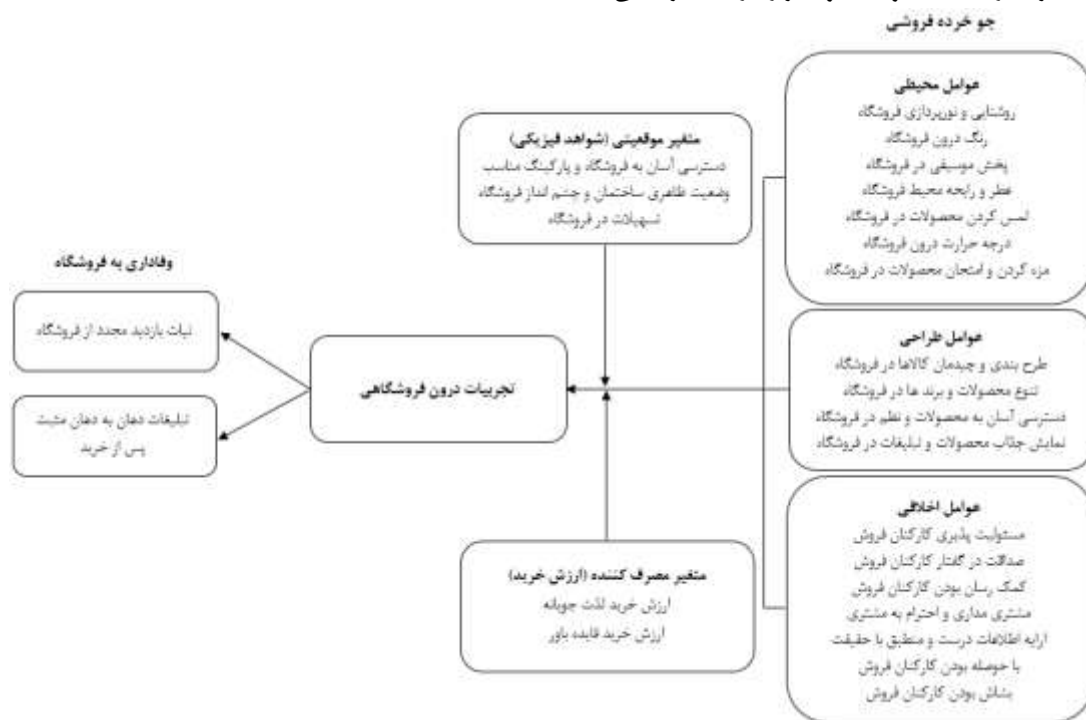 جو خرده فروشی
عوامل محیطی
روشنایی و نورپردازی فروشگاه
رنگ درون فروشگاه
پخش موسیقی در فروشگاه
عطر و رایحه محیط فروشگاه
لمس کردن محصولات در فروشگاه
درجه حرارت درون فروشگاه
مزه کردن و امتحان محصولات در فروشگاه
عوامل طراحی
طرح بندی و چیدمان کالاها در فروشگاه
تنوع محصولات و برند ها در فروشگاه
دسترسی آسان به محصولات و نظم در فروشگاه
نمایش جذاب محصولات و تبلیغات در فروشگاه
عوامل اخلاقی
مسئولیت پذیری کارکنان فروش
صداقت در گفتار کارکنان فروش
کمک رسان بودن کارکنان فروش
مشتری مداری و احترام به مشتری
ارایه اطلاعات درست و منطبق با حقیقت
با حوصله بودن کارکنان فروش
بشاش بودن کارکنان فروش
متغیر موقعیتی (شواهد فیزیکی)
دسترسی آسان به فروشگاه و پارکینگ مناسب
وضعیت ظاهری ساختمان و چشم انداز فروشگاه
تسهیلات در فروشگاه
متغیر مصرف کننده (ارزش خرید)
ارزش خرید لذت جویانه
ارزش خرید فایده باور
تجربیات درون فروشگاهی
وفاداری به فروشگاه
نیات بازدید مجدد از فروشگاه
تبلیغات دهان به دهان مثبت
پس از خرید